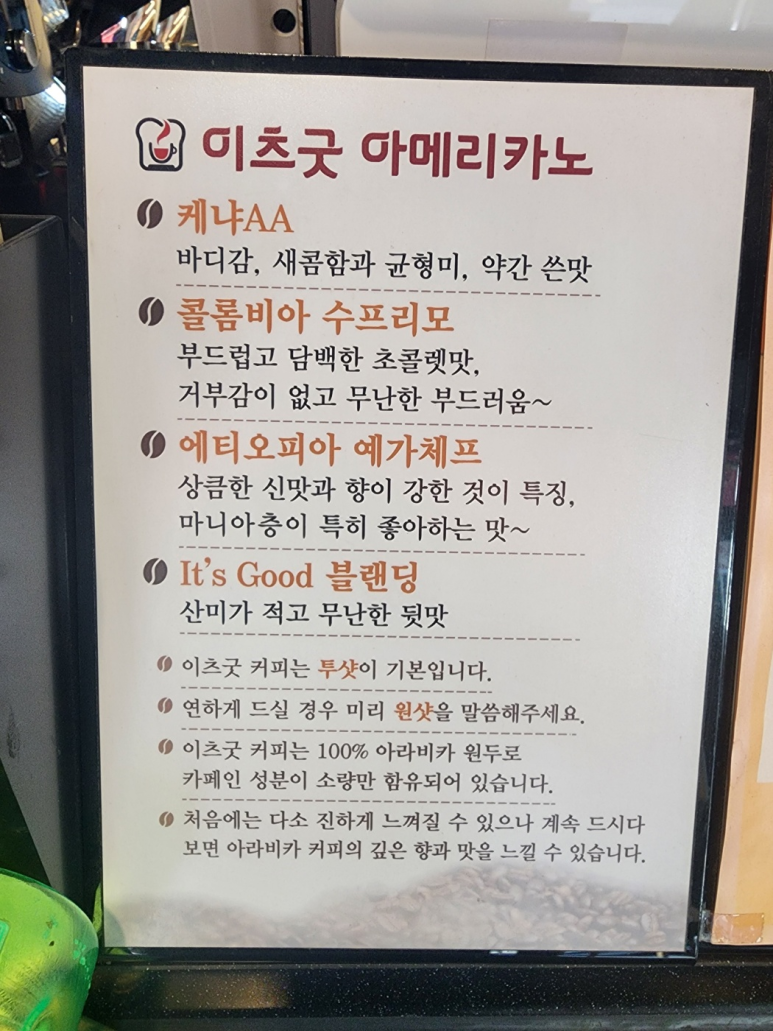 이츠굿 아메리카노
케냐AA
바디감, 새콤함과 균형미, 약간 쓴맛
콜롬비아 수프리모
부드럽고 담백한 초콜렛맛,
거부감이 없고 무난한 부드러움~
에티오피아 예가체프
상큼한 신맛과 향이 강한 것이 특징,
마니아층이 특히 좋아하는 맛~
It's Good 블랜딩
산미가 적고 무난한 뒷맛
이츠굿 커피는 투샷이 기본입니다.
연하게 드실 경우 미리 원샷을 말씀해주세요.
이츠굿 커피는 100% 아라비카 원두로
카페인 성분이 소량만 함유되어 있습니다.
처음에는 다소 진하게 느껴질 수 있으나 계속 드시다
보면 아라비카 커피의 깊은 향과 맛을 느낄 수 있습니다.